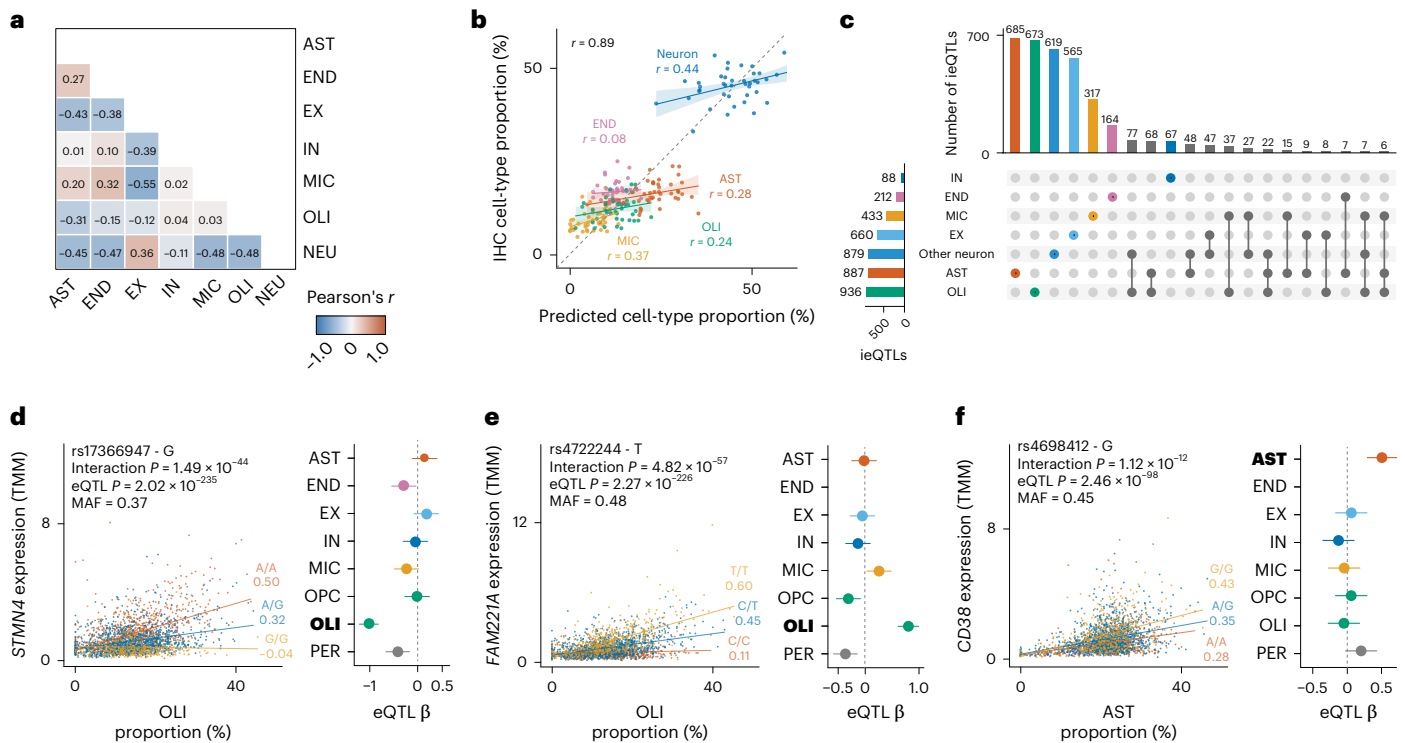 a
AST
0.27
END
−0.43 −0.38
EX
0.01 0.10 −0.39
IN
0.20 0.32 −0.55 0.02
MIC
−0.31 −0.15 −0.12 0.04 0.03
OLI
−0.45 −0.47 0.36 −0.11 −0.48 −0.48
NEU
AST END EX IN MIC OLI NEU
Pearson's r
−1.0 0 1.0
b
IHC cell-type proportion (%)
50
0
r = 0.89
Neuron
r = 0.44
END
r = 0.08
AST
r = 0.28
OLI
r = 0.24
MIC
r = 0.37
0 50
Predicted cell-type proportion (%)
c
Number of ieQTLs
700
0
685 673 619 565 317 164 77 68 67 48 47 37 27 22 15 9 8 7 7 6
88 IN
212 END
433 MIC
660 EX
879 Other neuron
887 AST
936 OLI
500 0
ieQTLs
d
STMN4 expression (TMM)
8
0
rs17366947 - G
Interaction P = 1.49 × 10−44
eQTL P = 2.02 × 10−235
MAF = 0.37
A/A
0.50
A/G
0.32
G/G
−0.04
0 40
OLI
proportion (%)
AST
END
EX
IN
MIC
OPC
OLI
PER
−1 0 0.5
eQTL β
e
FAM221A expression (TMM)
12
0
rs4722244 - T
Interaction P = 4.82 × 10−57
eQTL P = 2.27 × 10−226
MAF = 0.48
T/T
0.60
C/T
0.45
C/C
0.11
0 40
OLI
proportion (%)
AST
END
EX
IN
MIC
OPC
OLI
PER
−0.5 0 1.0
eQTL β
f
CD38 expression (TMM)
8
0
rs4698412 - G
Interaction P = 1.12 × 10−12
eQTL P = 2.46 × 10−98
MAF = 0.45
G/G
0.43
A/G
0.35
A/A
0.28
0 40
AST
proportion (%)
AST
END
EX
IN
MIC
OPC
OLI
PER
−0.5 0 0.5
eQTL β